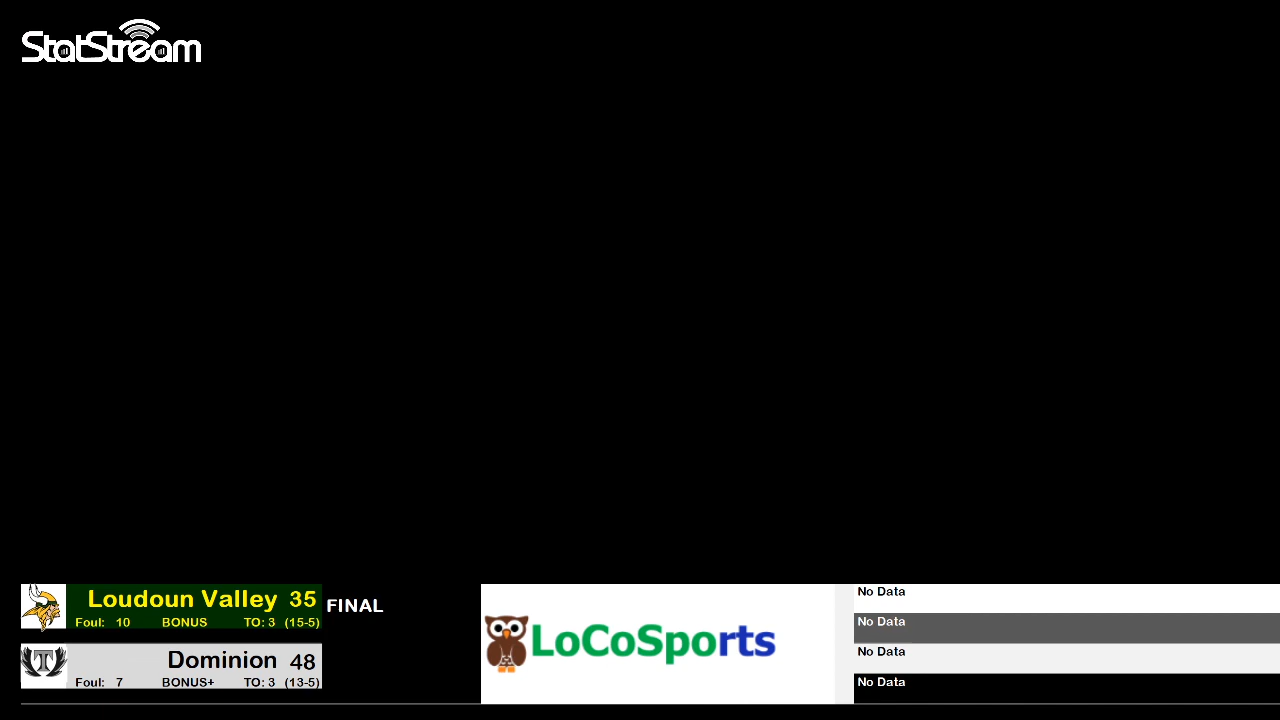 StatStream
Loudoun Valley 35
Foul: 10 BONUS TO: 3 (15-5)
FINAL
T
Dominion 48
Foul: 7 BONUS+ TO: 3 (13-5)
LoCoSports
No Data
No Data
No Data
No Data